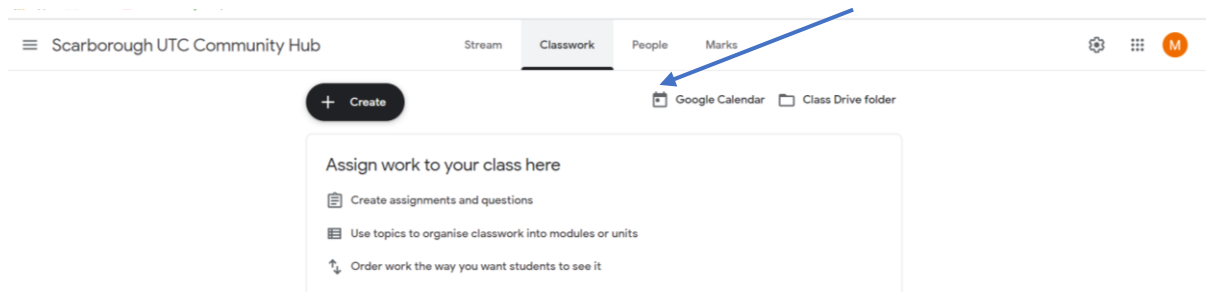 Scarborough UTC Community Hub Stream Classwork People Marks M
+ Create Google Calendar Class Drive folder
Assign work to your class here
Create assignments and questions
Use topics to organise classwork into modules or units
Order work the way you want students to see it